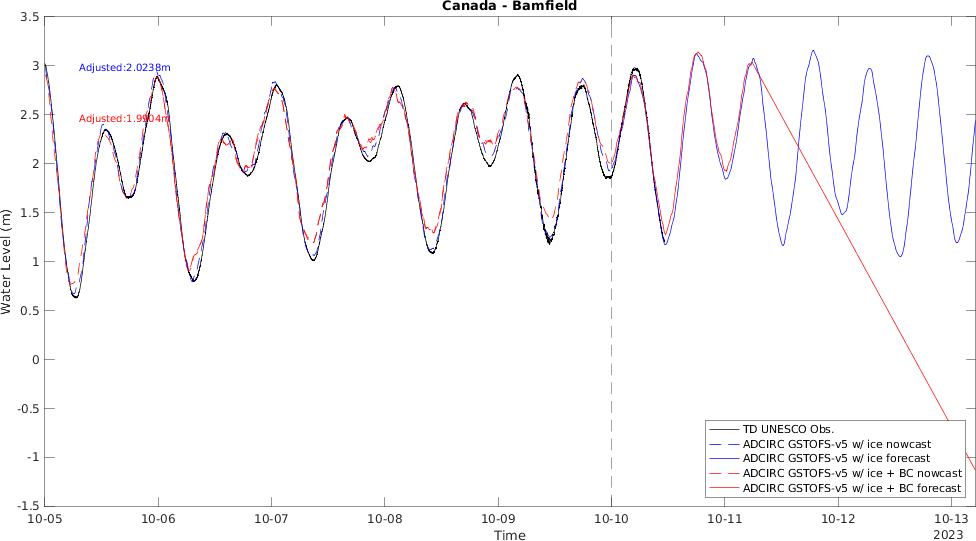 Canada - Bamfield
3.5
3
2.5
2
1.5
1
0.5
0
-0.5
-1
-1.5
Water Level (m)
Adjusted:2.0238m
Adjusted:1.9904m
TD UNESCO Obs.
ADCIRC GSTOFS-v5 w/ ice nowcast
ADCIRC GSTOFS-v5 w/ ice forecast
ADCIRC GSTOFS-v5 w/ ice + BC nowcast
ADCIRC GSTOFS-v5 w/ ice + BC forecast
10-05 10-06 10-07 10-08 10-09 10-10 10-11 10-12 10-13
Time
2023